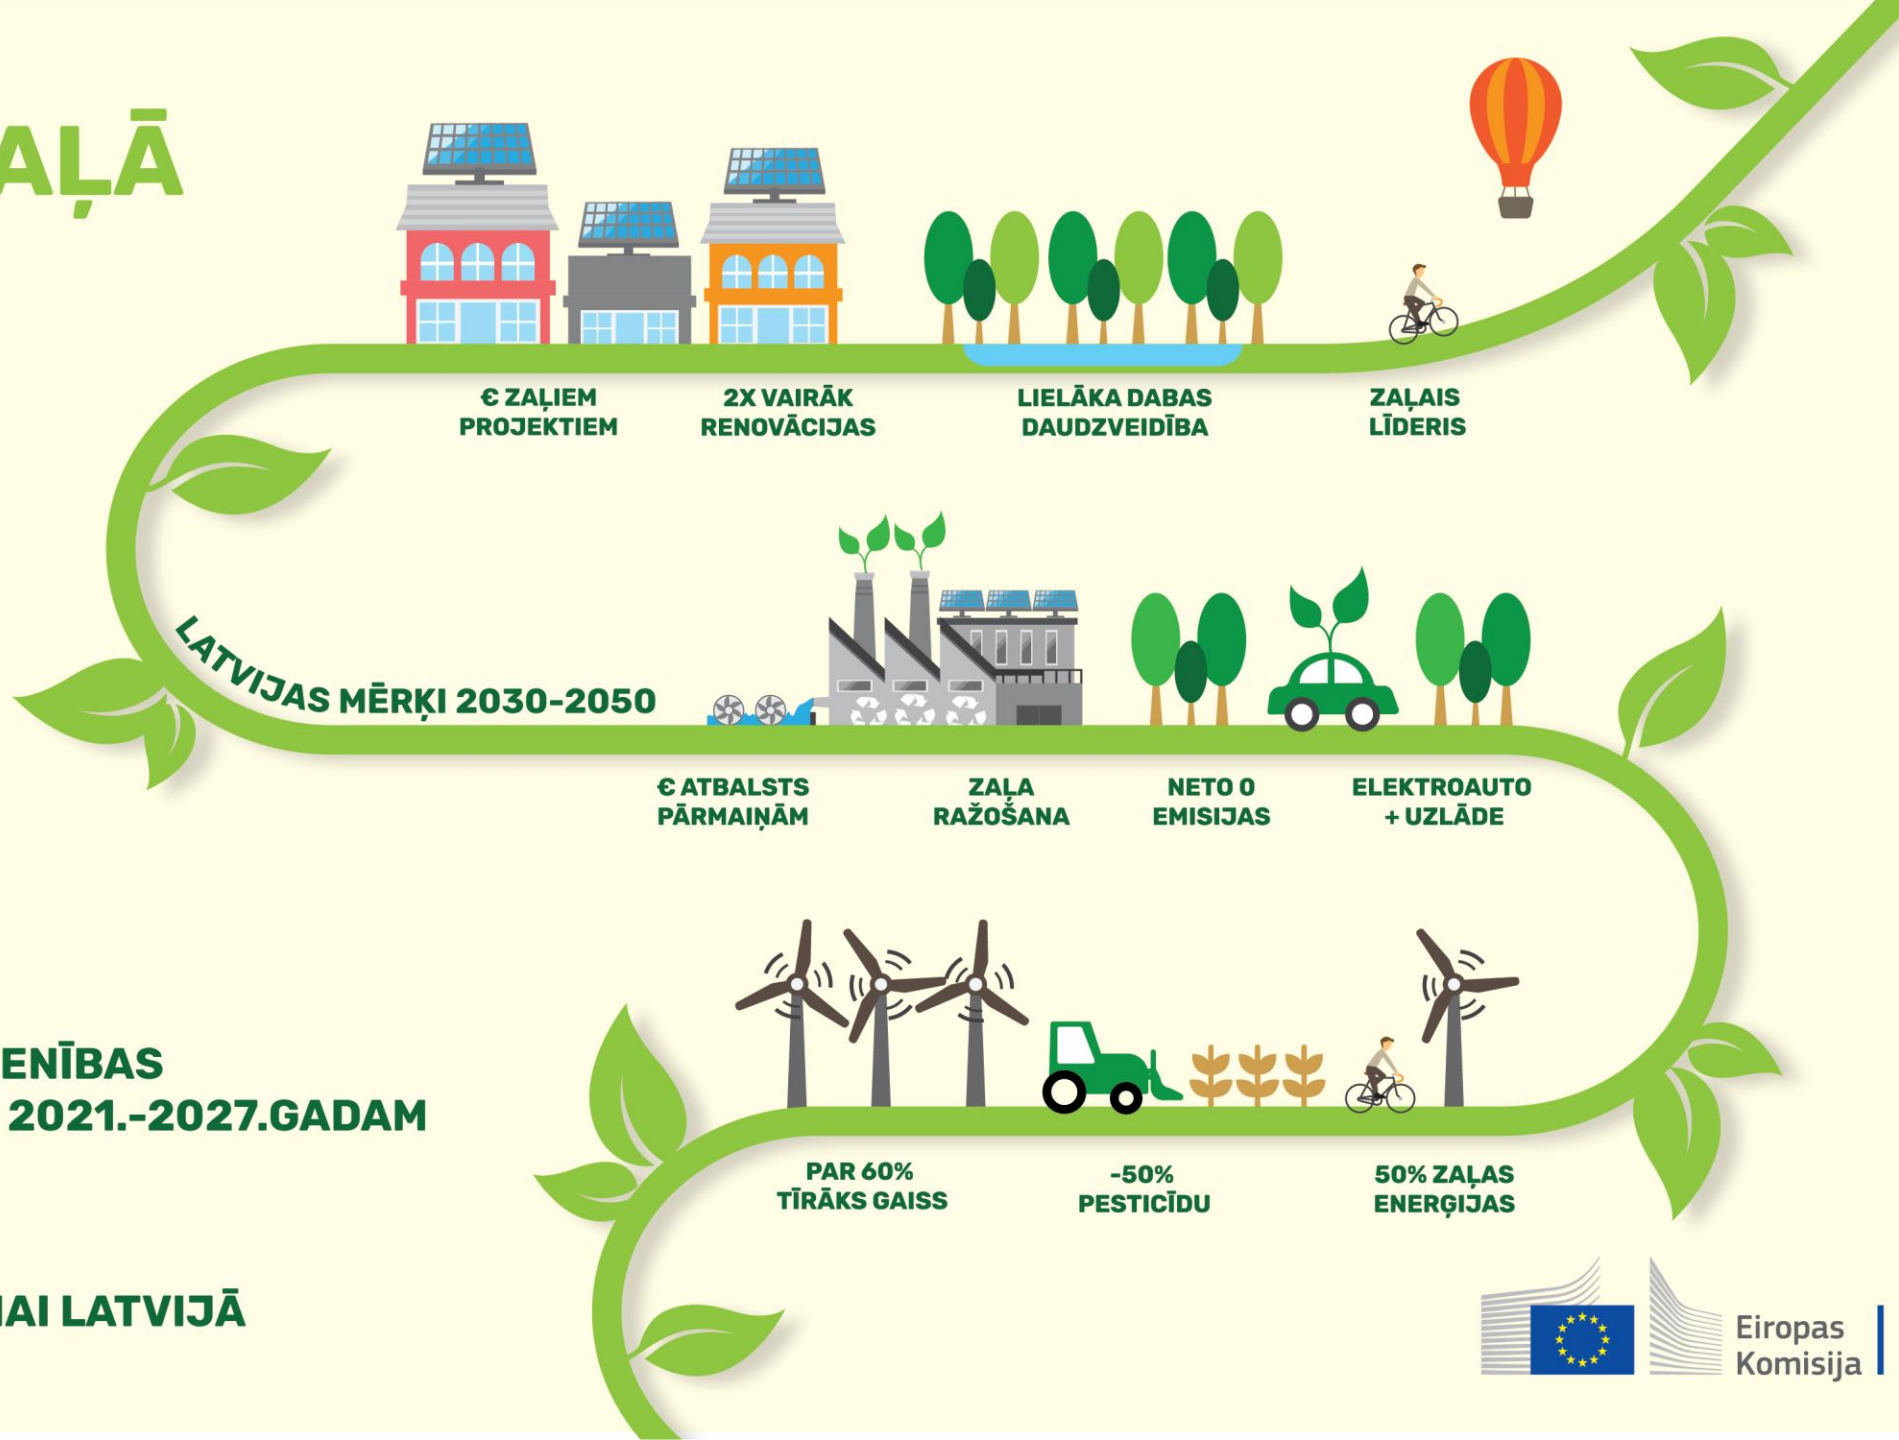 AĻĀ
€ ZAĻIEM
PROJEKTIEM
2X VAIRĀK
RENOVĀCIJAS
LIELĀKA DABAS
DAUDZVEIDĪBA
ZAĻAIS
LĪDERIS
LATVIJAS MĒRĶI 2030-2050
€ ATBALSTS
PĀRMAIŅĀM
ZAĻA
RAŽOŠANA
NETO 0
EMISIJAS
ELEKTROAUTO
+ UZLĀDE
ENĪBAS
2021.-2027.GADAM
PAR 60%
TĪRĀKS GAISS
-50%
PESTICĪDU
50% ZAĻAS
ENERĢIJAS
AI LATVIJĀ
Eiropas
Komisija